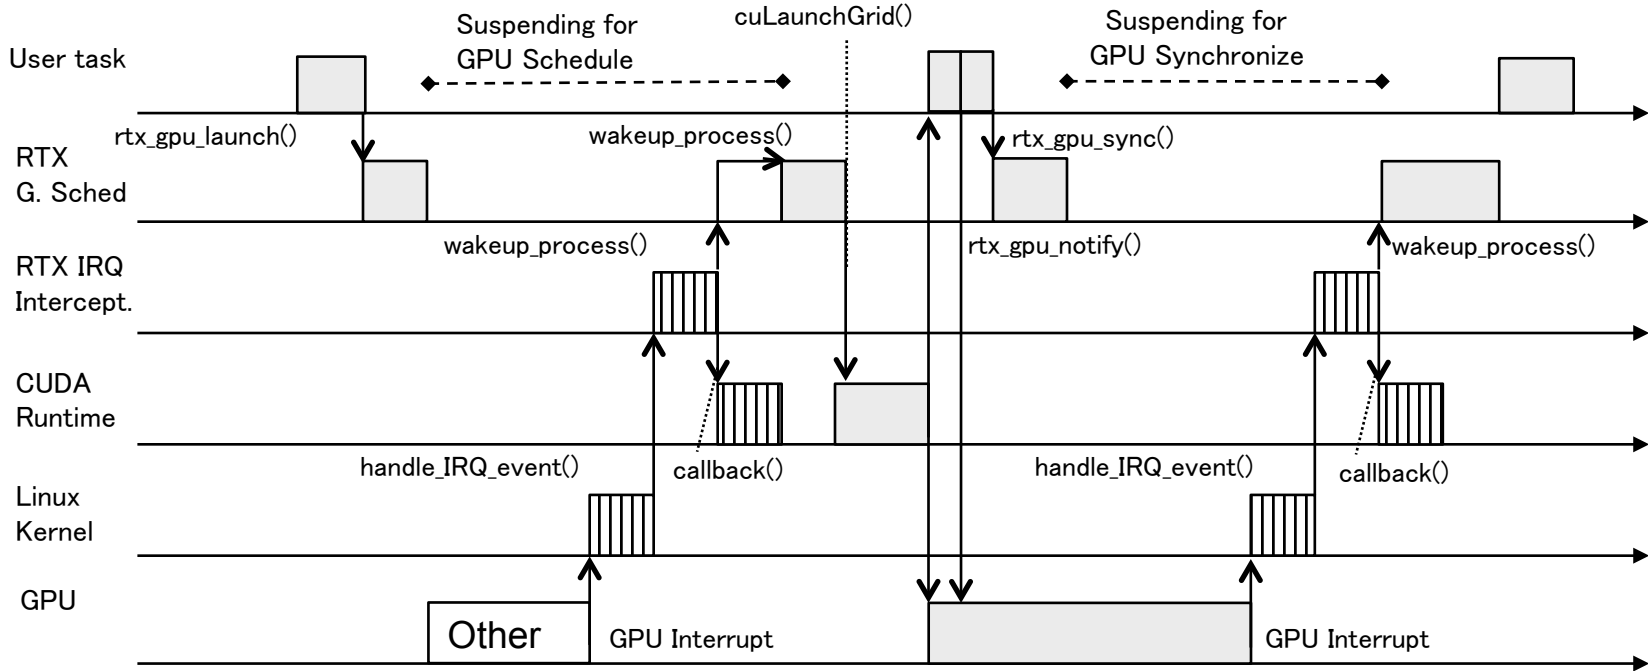 cuLaunchGrid()
Suspending for
GPU Schedule
Suspending for
GPU Synchronize
User task
rtx_gpu_launch()
wakeup_process()
rtx_gpu_sync()
RTX
G. Sched
wakeup_process()
rtx_gpu_notify()
wakeup_process()
RTX IRQ
Intercept.
CUDA
Runtime
handle_IRQ_event()
callback()
handle_IRQ_event()
callback()
Linux
Kernel
GPU
Other
GPU Interrupt
GPU Interrupt